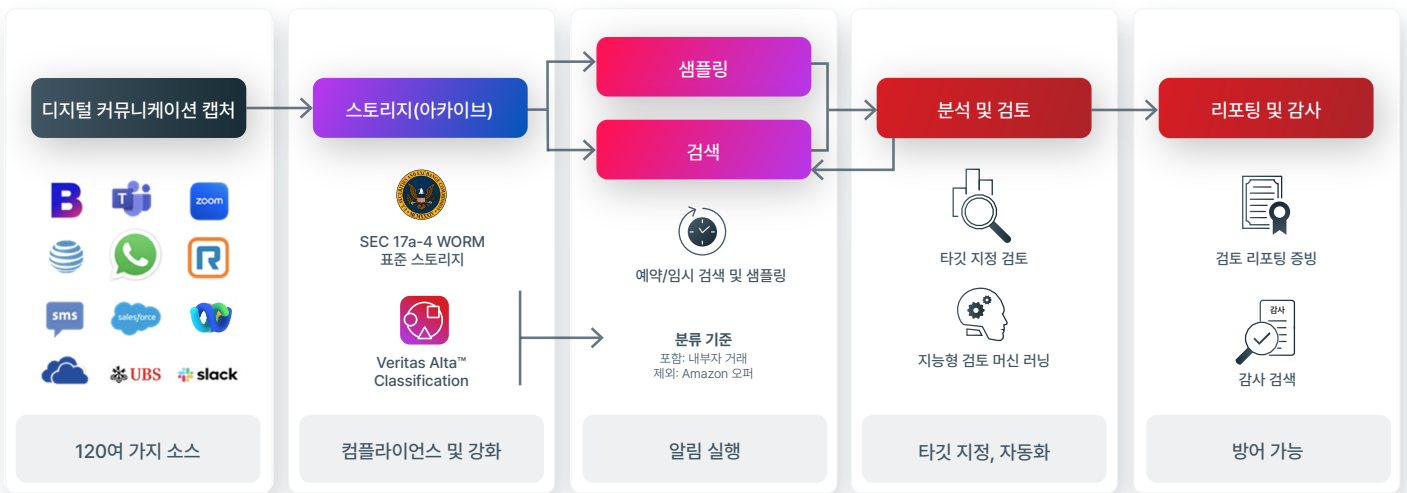 디지털 커뮤니케이션 캡처
B
zoom
R
sms
salesforce
UBS
slack
120여 가지 소스
스토리지(아카이브)
SEC 17a-4 WORM
표준 스토리지
Veritas Alta™
Classification
컴플라이언스 및 강화
샘플링
검색
예약/임시 검색 및 샘플링
분류 기준
포함: 내부자 거래
제외: Amazon 오퍼
알림 실행
분석 및 검토
타깃 지정 검토
지능형 검토 머신 러닝
타깃 지정, 자동화
리포팅 및 감사
검토 리포팅 증빙
감사
감사 검색
방어 가능